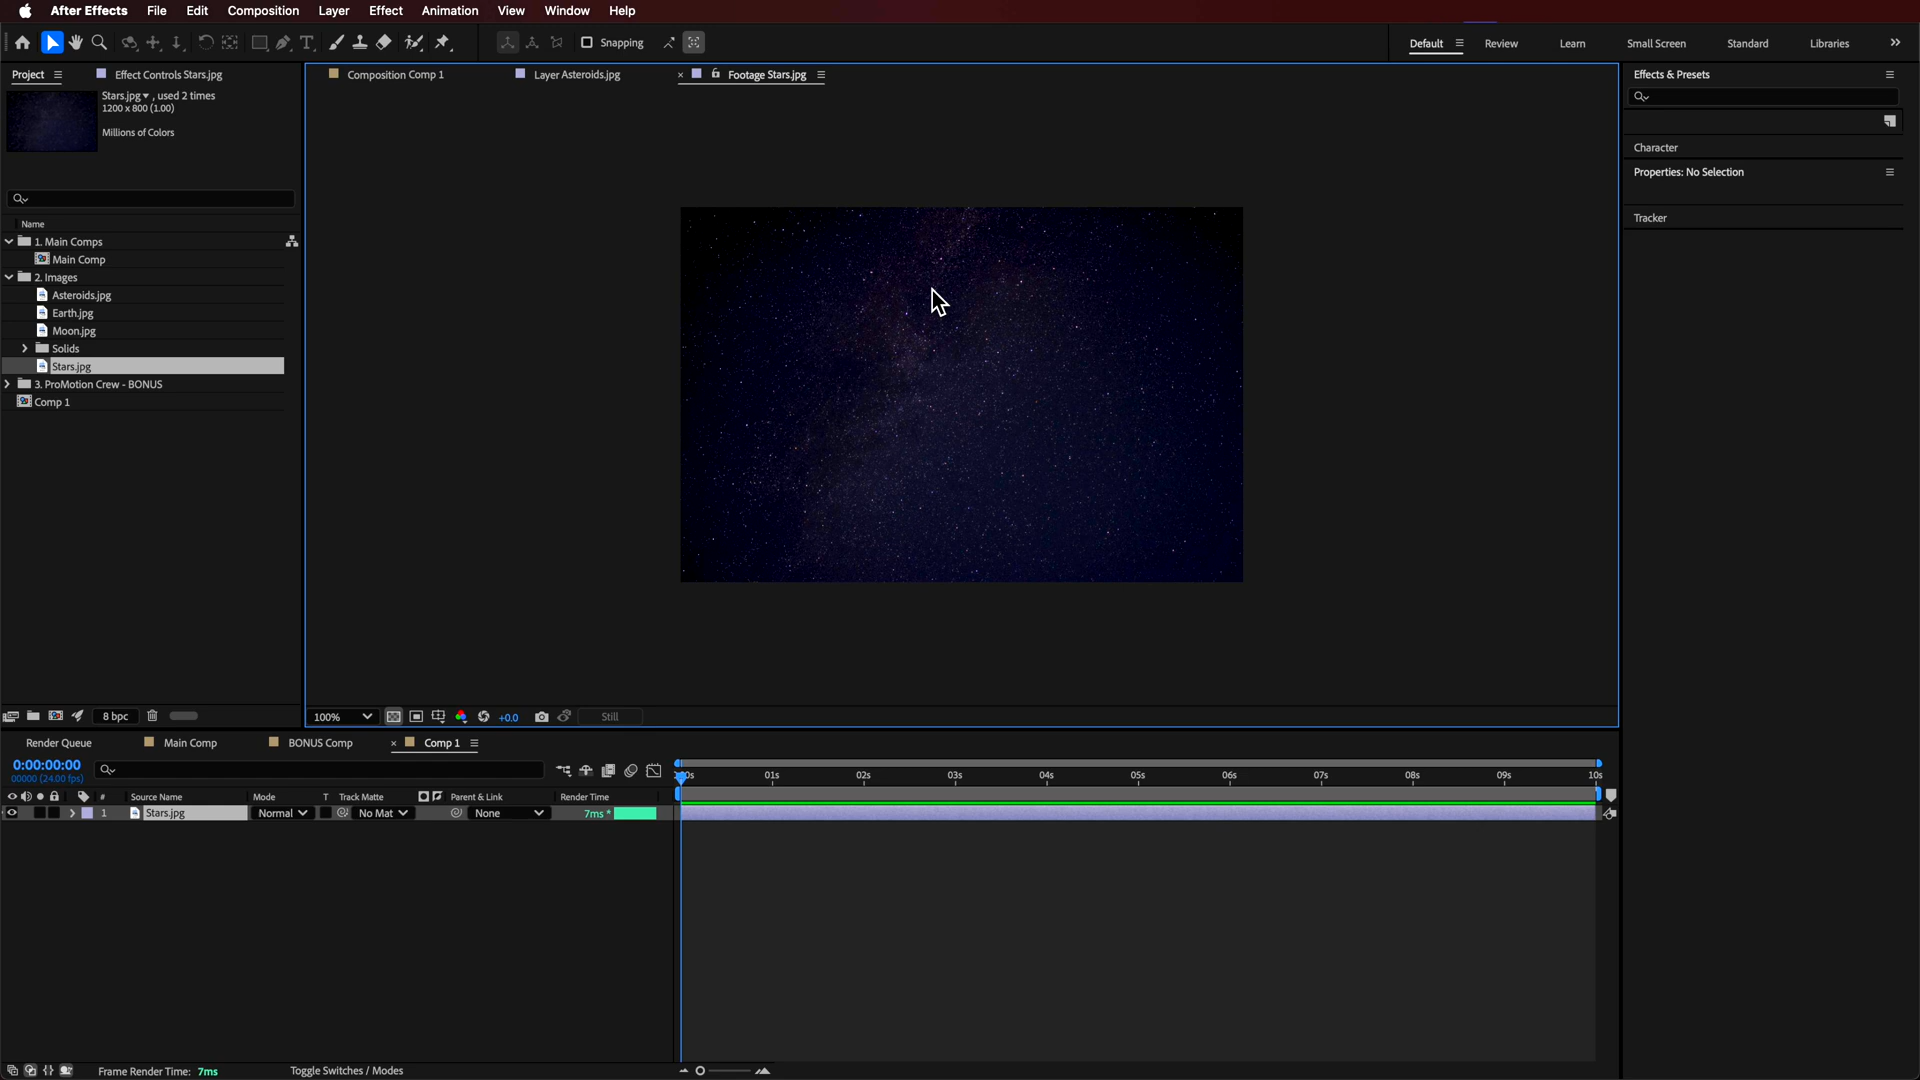 After Effects File Edit Composition Layer Effect Animation View Window Help
Snapping
Default Review Learn Small Screen Standard Libraries
Project Effect Controls Stars.jpg
Composition Comp 1 Layer Asteroids.jpg Footage Stars.jpg
Effects & Presets
Stars.jpg , used 2 times
1200 x 800 (1.00)
Millions of Colors
Character
Properties: No Selection
Tracker
Name
1. Main Comps
Main Comp
2. Images
Asteroids.jpg
Earth.jpg
Moon.jpg
Solids
Stars.jpg
3. ProMotion Crew - BONUS
Comp 1
8 bpc
100% +0.0 Still
Render Queue Main Comp BONUS Comp Comp 1
0:00:00:00
00000 (24.00 fps)
01s 02s 03s 04s 05s 06s 07s 08s 09s 10s
# Source Name Mode T Track Matte Parent & Link Render Time
1 Stars.jpg Normal No Mat None 7ms *
Frame Render Time: 7ms Toggle Switches / Modes